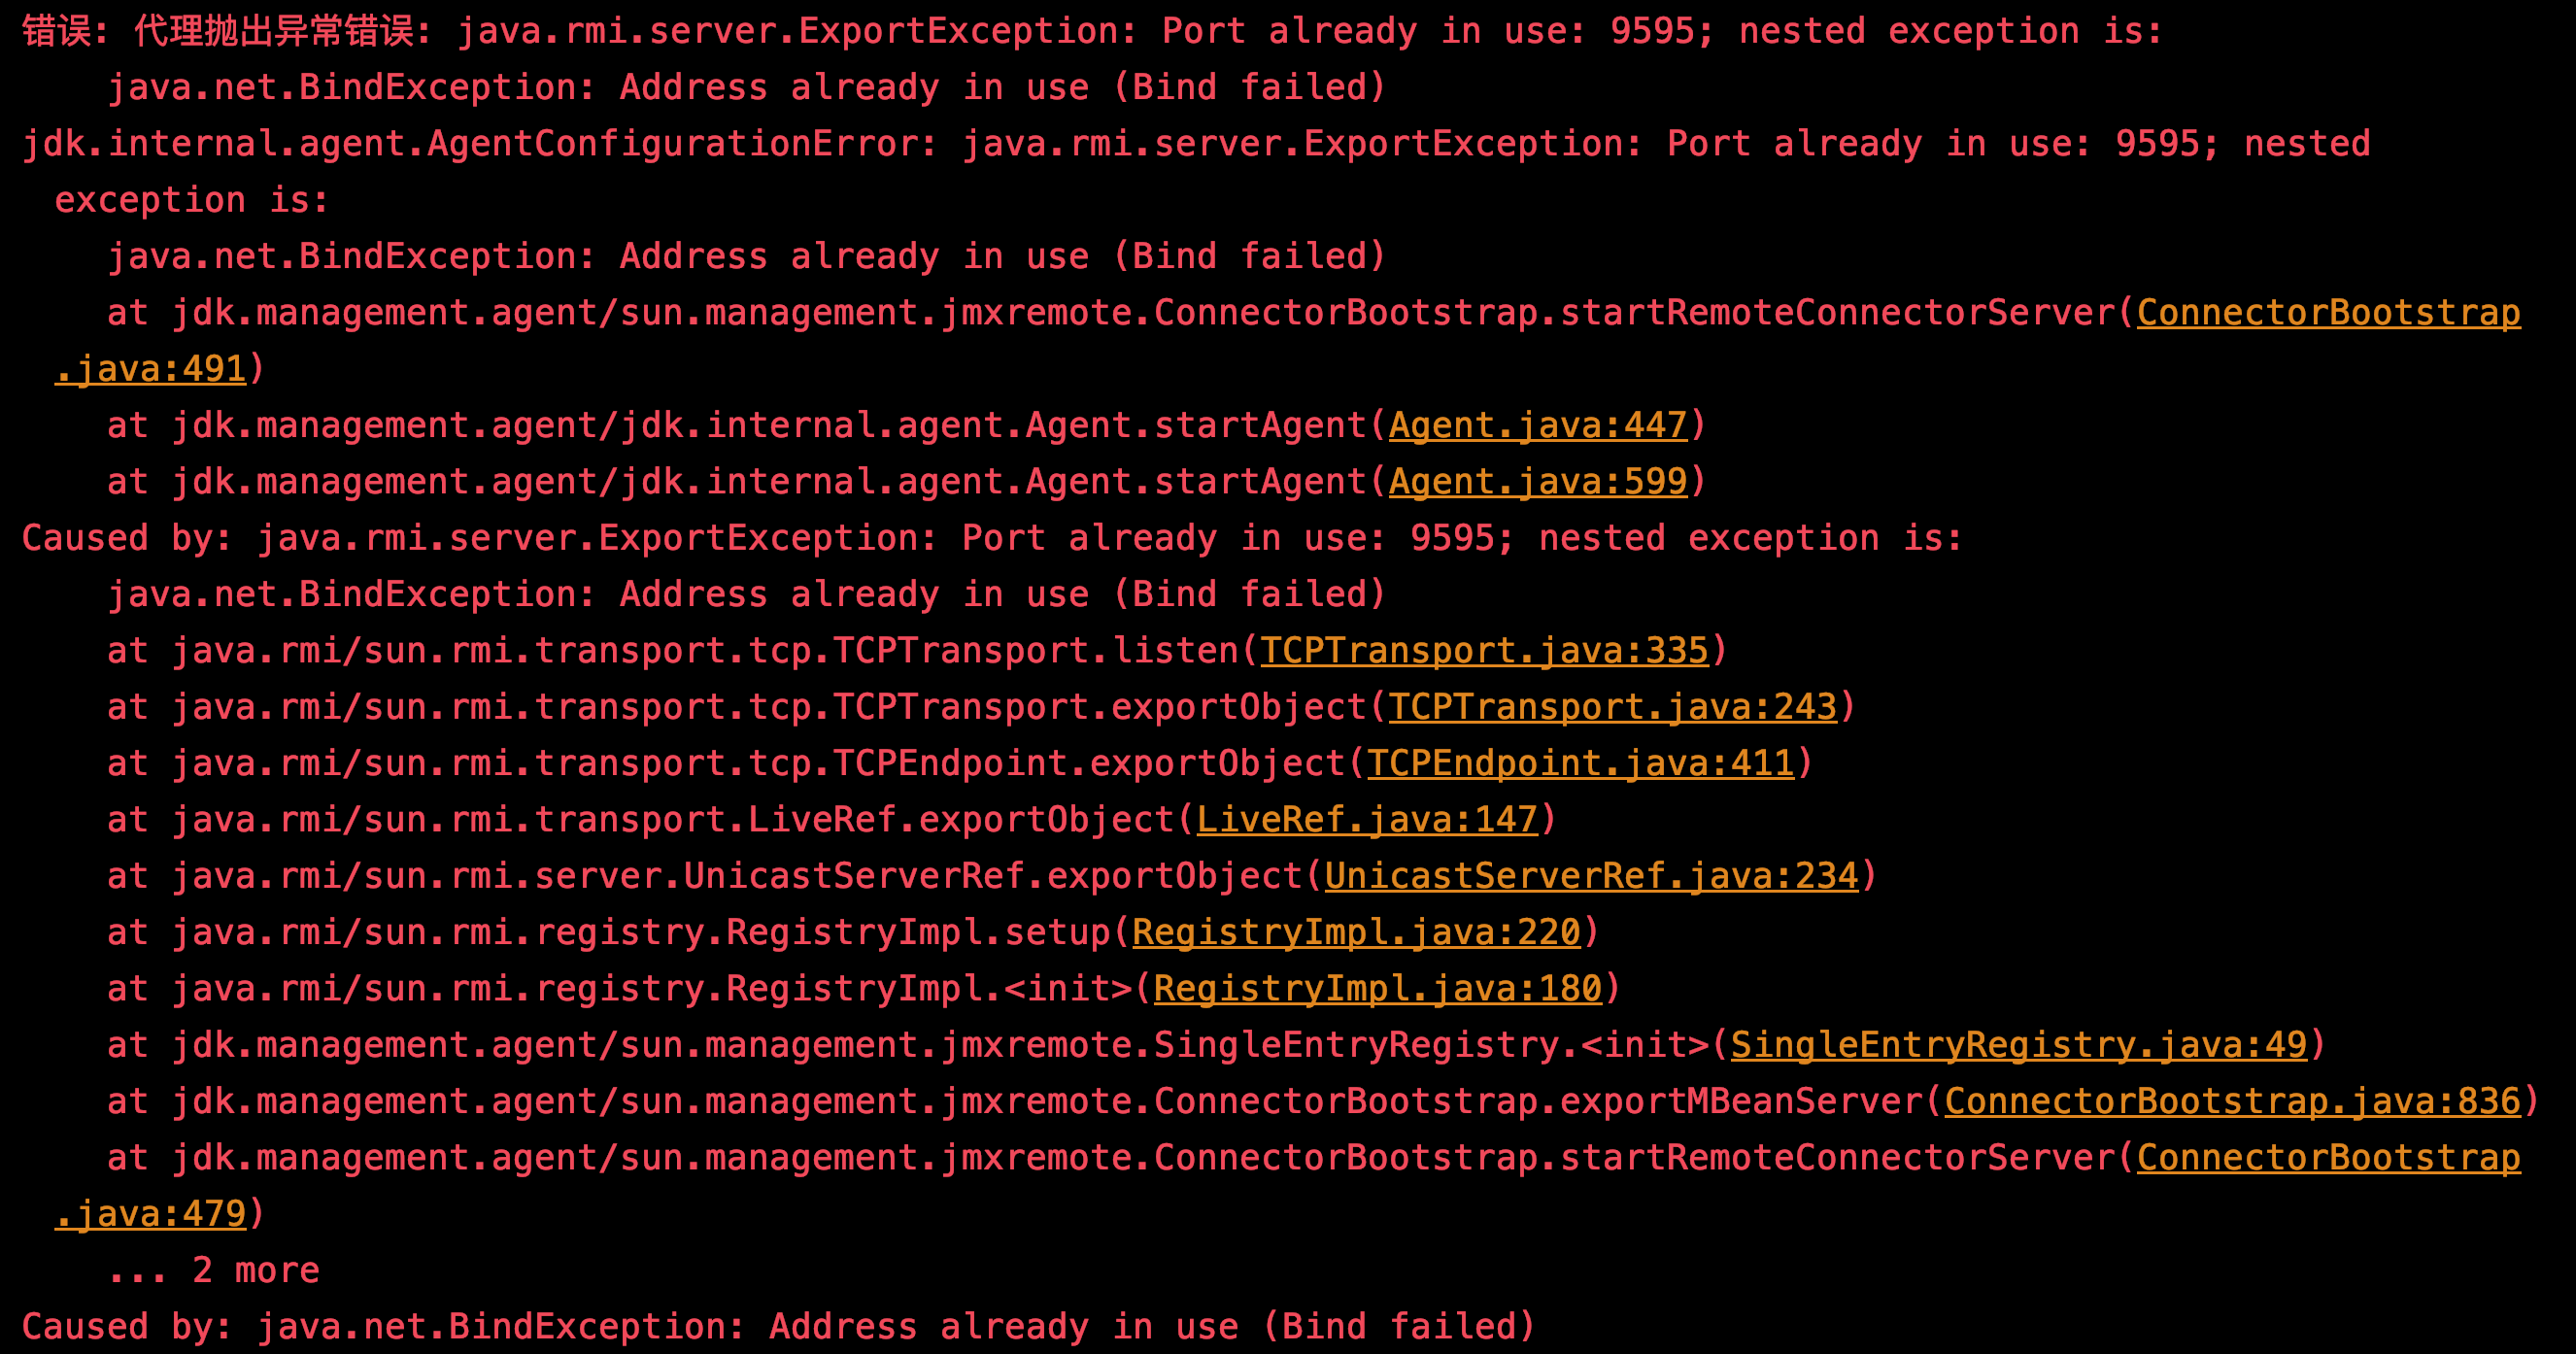 错误: 代理抛出异常错误: java.rmi.server.ExportException: Port already in use: 9595; nested exception is:
java.net.BindException: Address already in use (Bind failed)
jdk.internal.agent.AgentConfigurationError: java.rmi.server.ExportException: Port already in use: 9595; nested
exception is:
java.net.BindException: Address already in use (Bind failed)
at jdk.management.agent/sun.management.jmxremote.ConnectorBootstrap.startRemoteConnectorServer(ConnectorBootstrap
.java:491)
at jdk.management.agent/jdk.internal.agent.Agent.startAgent(Agent.java:447)
at jdk.management.agent/jdk.internal.agent.Agent.startAgent(Agent.java:599)
Caused by: java.rmi.server.ExportException: Port already in use: 9595; nested exception is:
java.net.BindException: Address already in use (Bind failed)
at java.rmi/sun.rmi.transport.tcp.TCPTransport.listen(TCPTransport.java:335)
at java.rmi/sun.rmi.transport.tcp.TCPTransport.exportObject(TCPTransport.java:243)
at java.rmi/sun.rmi.transport.tcp.TCPEndpoint.exportObject(TCPEndpoint.java:411)
at java.rmi/sun.rmi.transport.LiveRef.exportObject(LiveRef.java:147)
at java.rmi/sun.rmi.server.UnicastServerRef.exportObject(UnicastServerRef.java:234)
at java.rmi/sun.rmi.registry.RegistryImpl.setup(RegistryImpl.java:220)
at java.rmi/sun.rmi.registry.RegistryImpl.<init>(RegistryImpl.java:180)
at jdk.management.agent/sun.management.jmxremote.SingleEntryRegistry.<init>(SingleEntryRegistry.java:49)
at jdk.management.agent/sun.management.jmxremote.ConnectorBootstrap.exportMBeanServer(ConnectorBootstrap.java:836)
at jdk.management.agent/sun.management.jmxremote.ConnectorBootstrap.startRemoteConnectorServer(ConnectorBootstrap
.java:479)
... 2 more
Caused by: java.net.BindException: Address already in use (Bind failed)